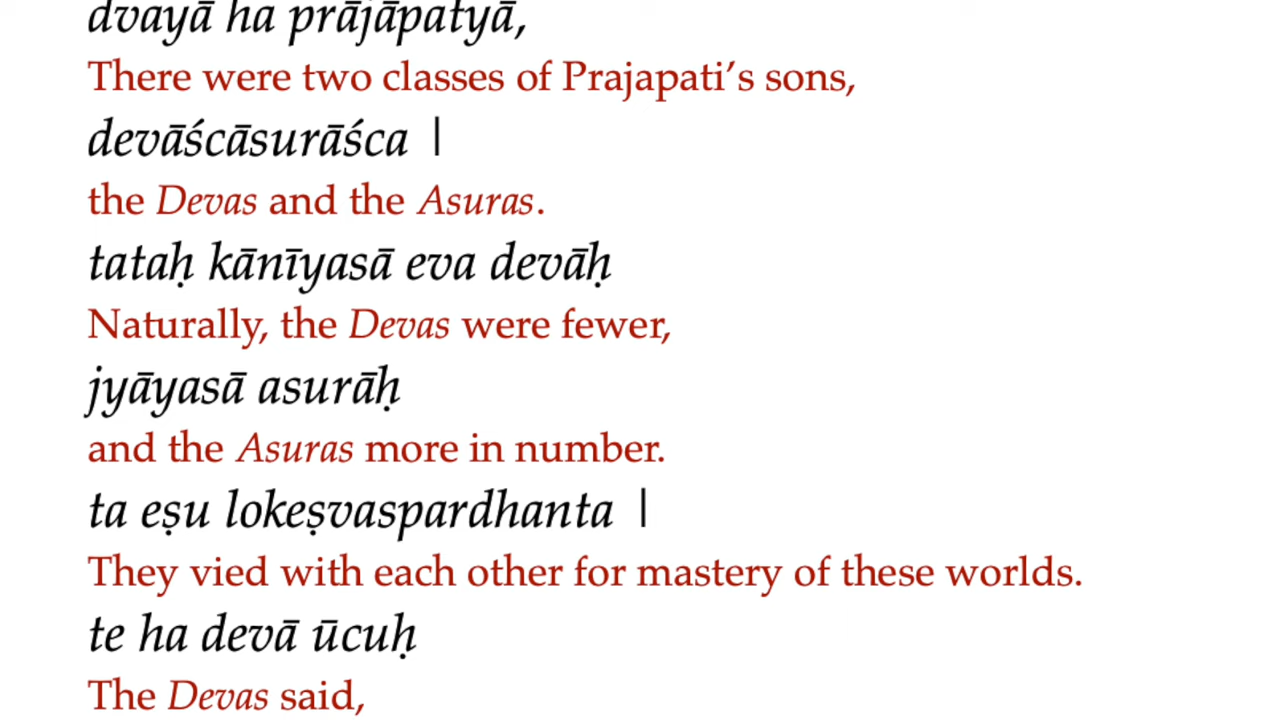 dvayā ha prājāpatyā,
There were two classes of Prajapati’s sons,
devāścāsurāśca |
the Devas and the Asuras.
tataḥ kānīyasā eva devāḥ
Naturally, the Devas were fewer,
jyāyasā asurāḥ
and the Asuras more in number.
ta eṣu lokeṣvaspardhanta |
They vied with each other for mastery of these worlds.
te ha devā ūcuḥ
The Devas said,